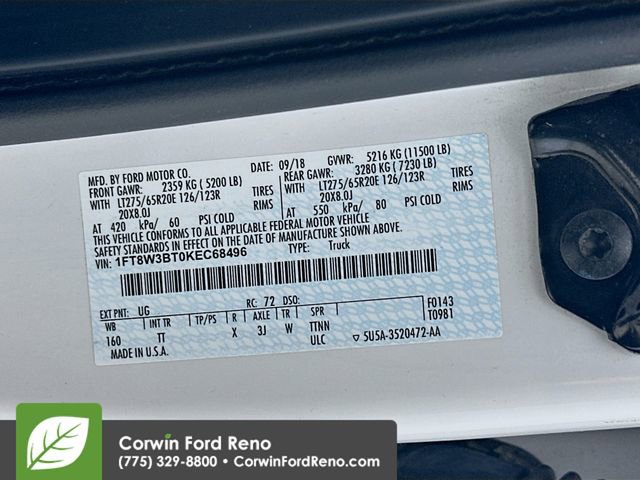 MFD. BY FORD MOTOR CO. DATE: 09/18 GVWR: 5216 KG (11500 LB)
FRONT GAWR: 2359 KG (5200 LB) REAR GAWR: 3280 KG (7230 LB)
WITH LT275/65R20E 126/123R TIRES WITH LT275/65R20E 126/123R TIRES
20X8.0J RIMS 20X8.0J RIMS
AT 420 kPa/ 60 PSI COLD AT 550 kPa/ 80 PSI COLD
THIS VEHICLE CONFORMS TO ALL APPLICABLE FEDERAL MOTOR VEHICLE
SAFETY AND THEFT PREVENTION STANDARDS IN EFFECT ON THE DATE OF MANUFACTURE SHOWN ABOVE.
VIN: 1FT8W3BT0KEC68496 TYPE: Truck
EXT PNT: UG RC: 72 DSO: F0143
WB INT TR TP/PS R AXLE TR SPR T0981
160 TT X 3J W TTNN
MADE IN U.S.A. ULC ▽ 5U5A-3520472-AA
Corwin Ford Reno
(775) 329-8800 • CorwinFordReno.com